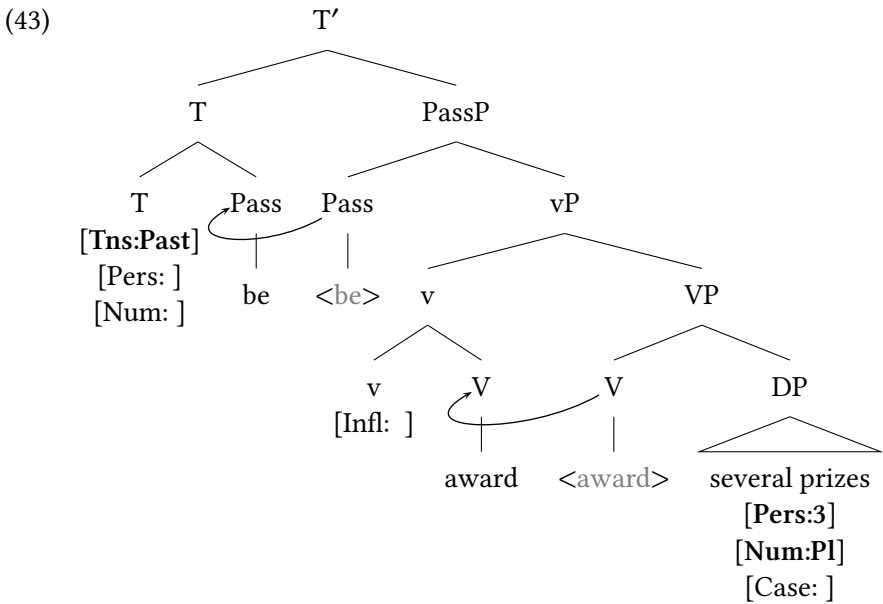 (43) T′
T PassP
T Pass Pass vP
[Tns:Past]
[Pers: ] be <be> v VP
[Num: ]
v V V DP
[Infl: ]
award <award> several prizes
[Pers:3]
[Num:Pl]
[Case: ]